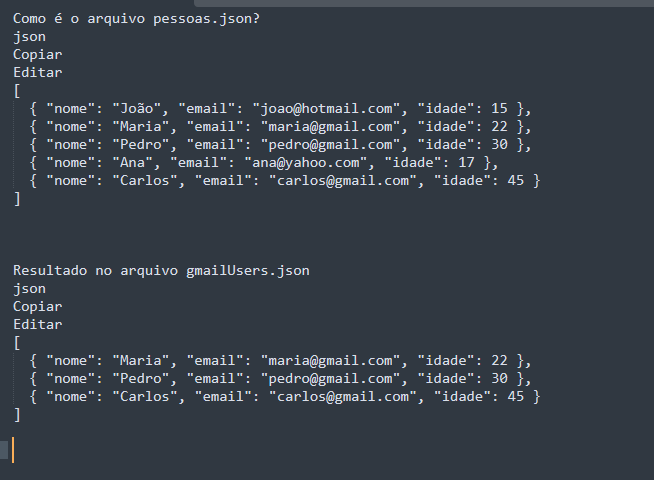 Como é o arquivo pessoas.json?
json
Copiar
Editar
[
  { "nome": "João", "email": "joao@hotmail.com", "idade": 15 },
  { "nome": "Maria", "email": "maria@gmail.com", "idade": 22 },
  { "nome": "Pedro", "email": "pedro@gmail.com", "idade": 30 },
  { "nome": "Ana", "email": "ana@yahoo.com", "idade": 17 },
  { "nome": "Carlos", "email": "carlos@gmail.com", "idade": 45 }
]
Resultado no arquivo gmailUsers.json
json
Copiar
Editar
[
  { "nome": "Maria", "email": "maria@gmail.com", "idade": 22 },
  { "nome": "Pedro", "email": "pedro@gmail.com", "idade": 30 },
  { "nome": "Carlos", "email": "carlos@gmail.com", "idade": 45 }
]